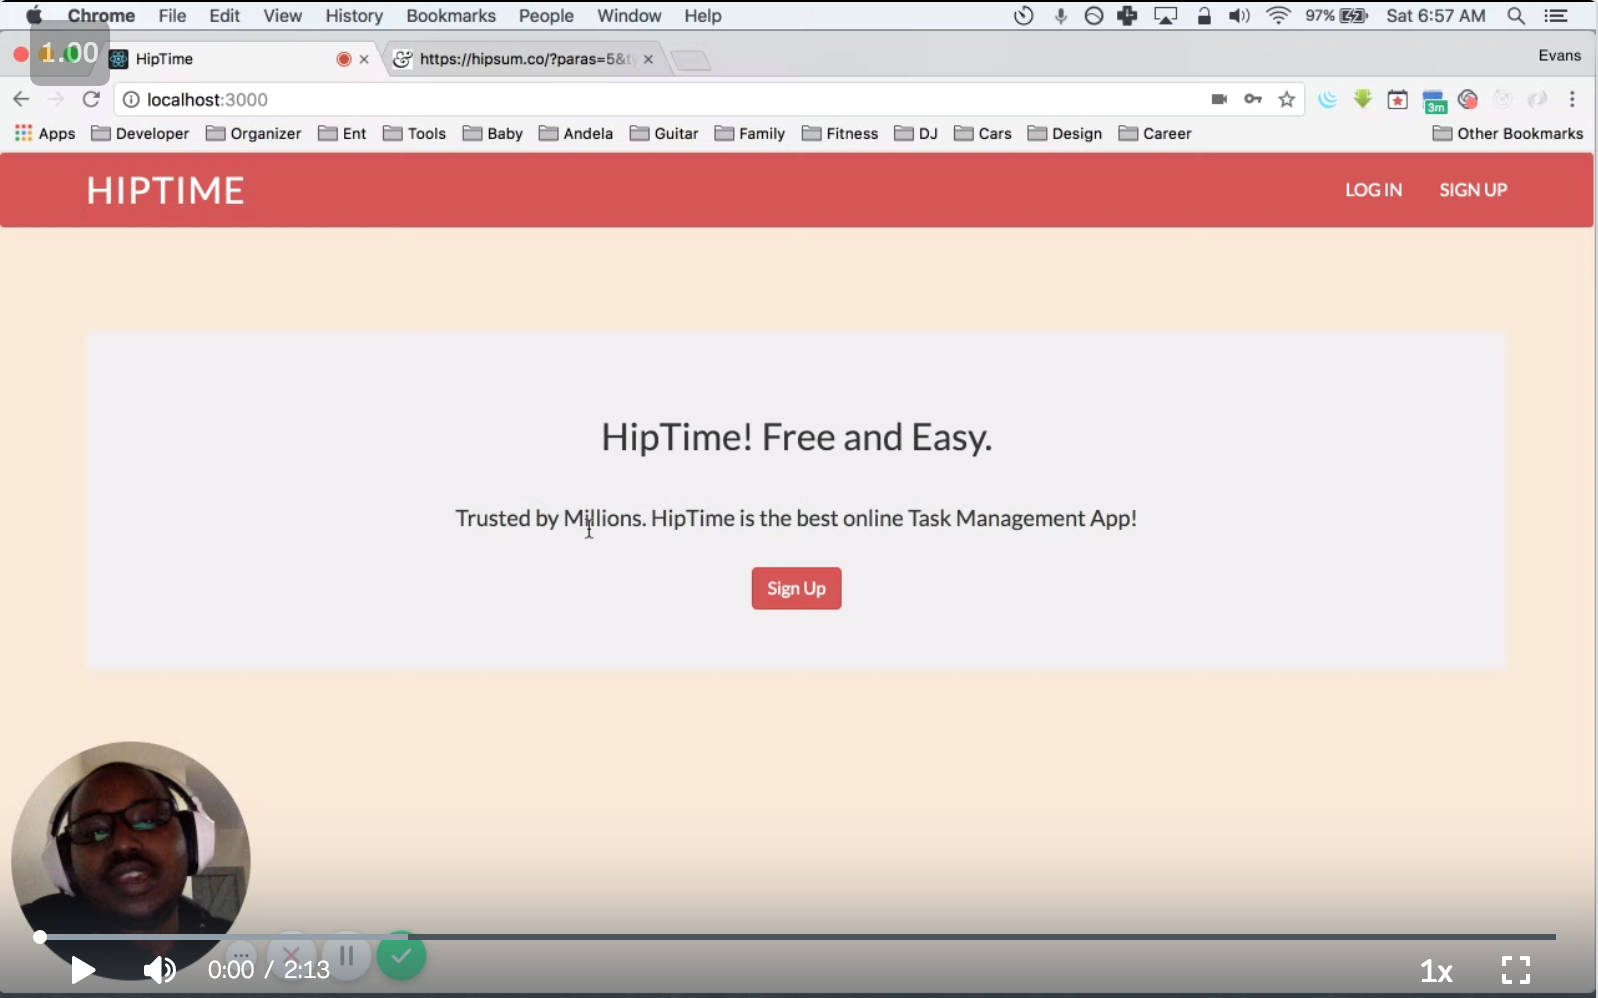 Chrome File Edit View History Bookmarks People Window Help 97% Sat 6:57 AM
1.00 HipTime https://hipsum.co/?paras=5&ty Evans
localhost:3000 3m
Apps Developer Organizer Ent Tools Baby Andela Guitar Family Fitness DJ Cars Design Career Other Bookmarks
HIPTIME LOG IN SIGN UP
HipTime! Free and Easy.
Trusted by Millions. HipTime is the best online Task Management App!
Sign Up
0:00 / 2:13 1x